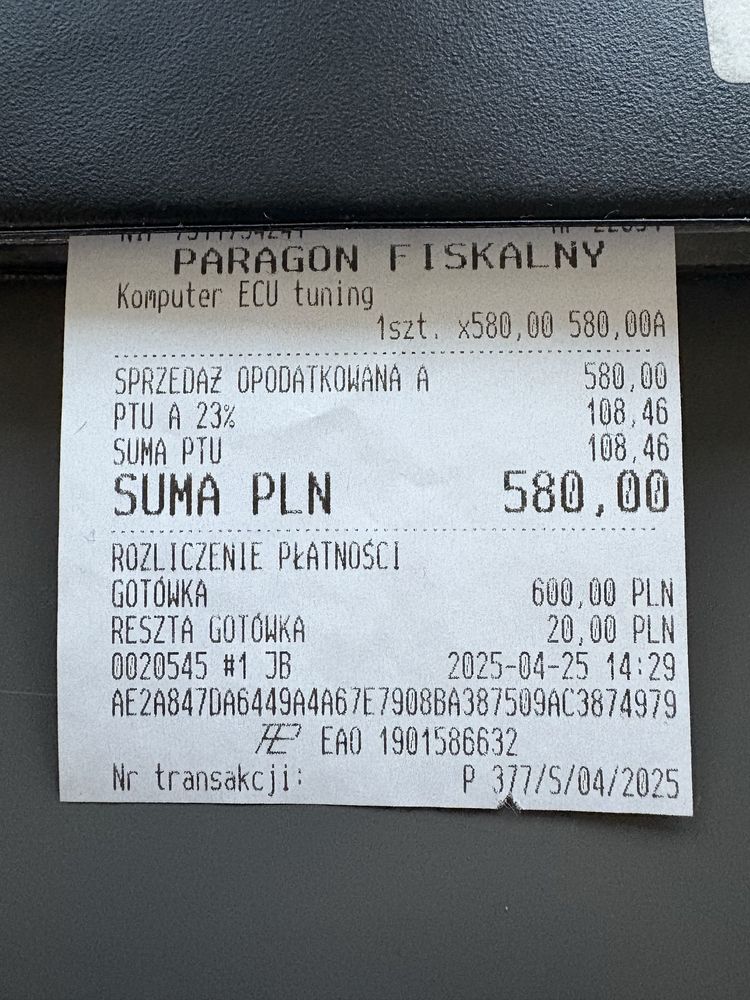 PARAGON FISKALNY
Komputer ECU tuning
1szt. x580,00 580,00A
SPRZEDAŻ OPODATKOWANA A 580,00
PTU A 23% 108,46
SUMA PTU 108,46
SUMA PLN 580,00
ROZLICZENIE PŁATNOŚCI
GOTÓWKA 600,00 PLN
RESZTA GOTÓWKA 20,00 PLN
0020545 #1 JB 2025-04-25 14:29
AE2A847DA6449A4A67E7908BA387509AC3874979
EAO 1901586632
Nr transakcji: P 377/S/04/2025